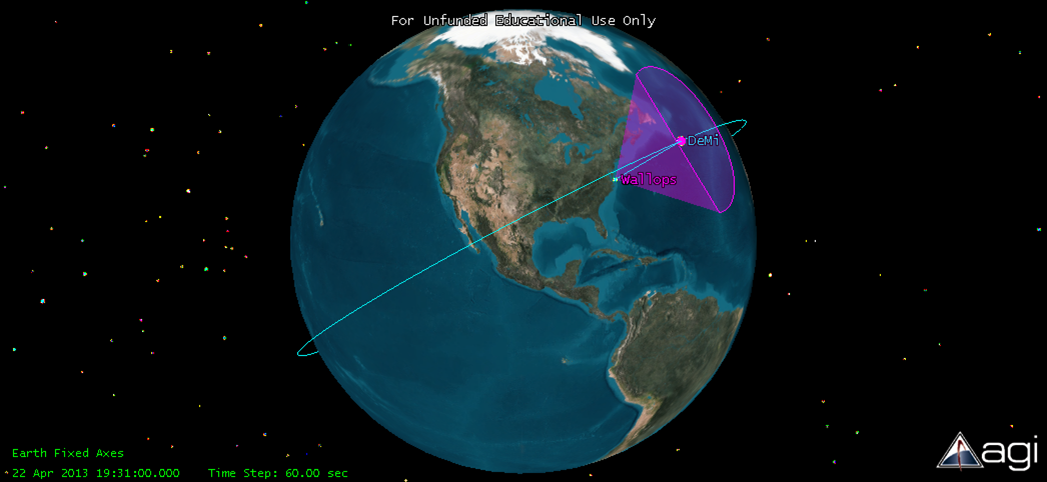 For Unfunded Educational Use Only
DeMi
Wallops
Earth Fixed Axes
22 Apr 2013 19:31:00.000 Time Step: 60.00 sec
agi